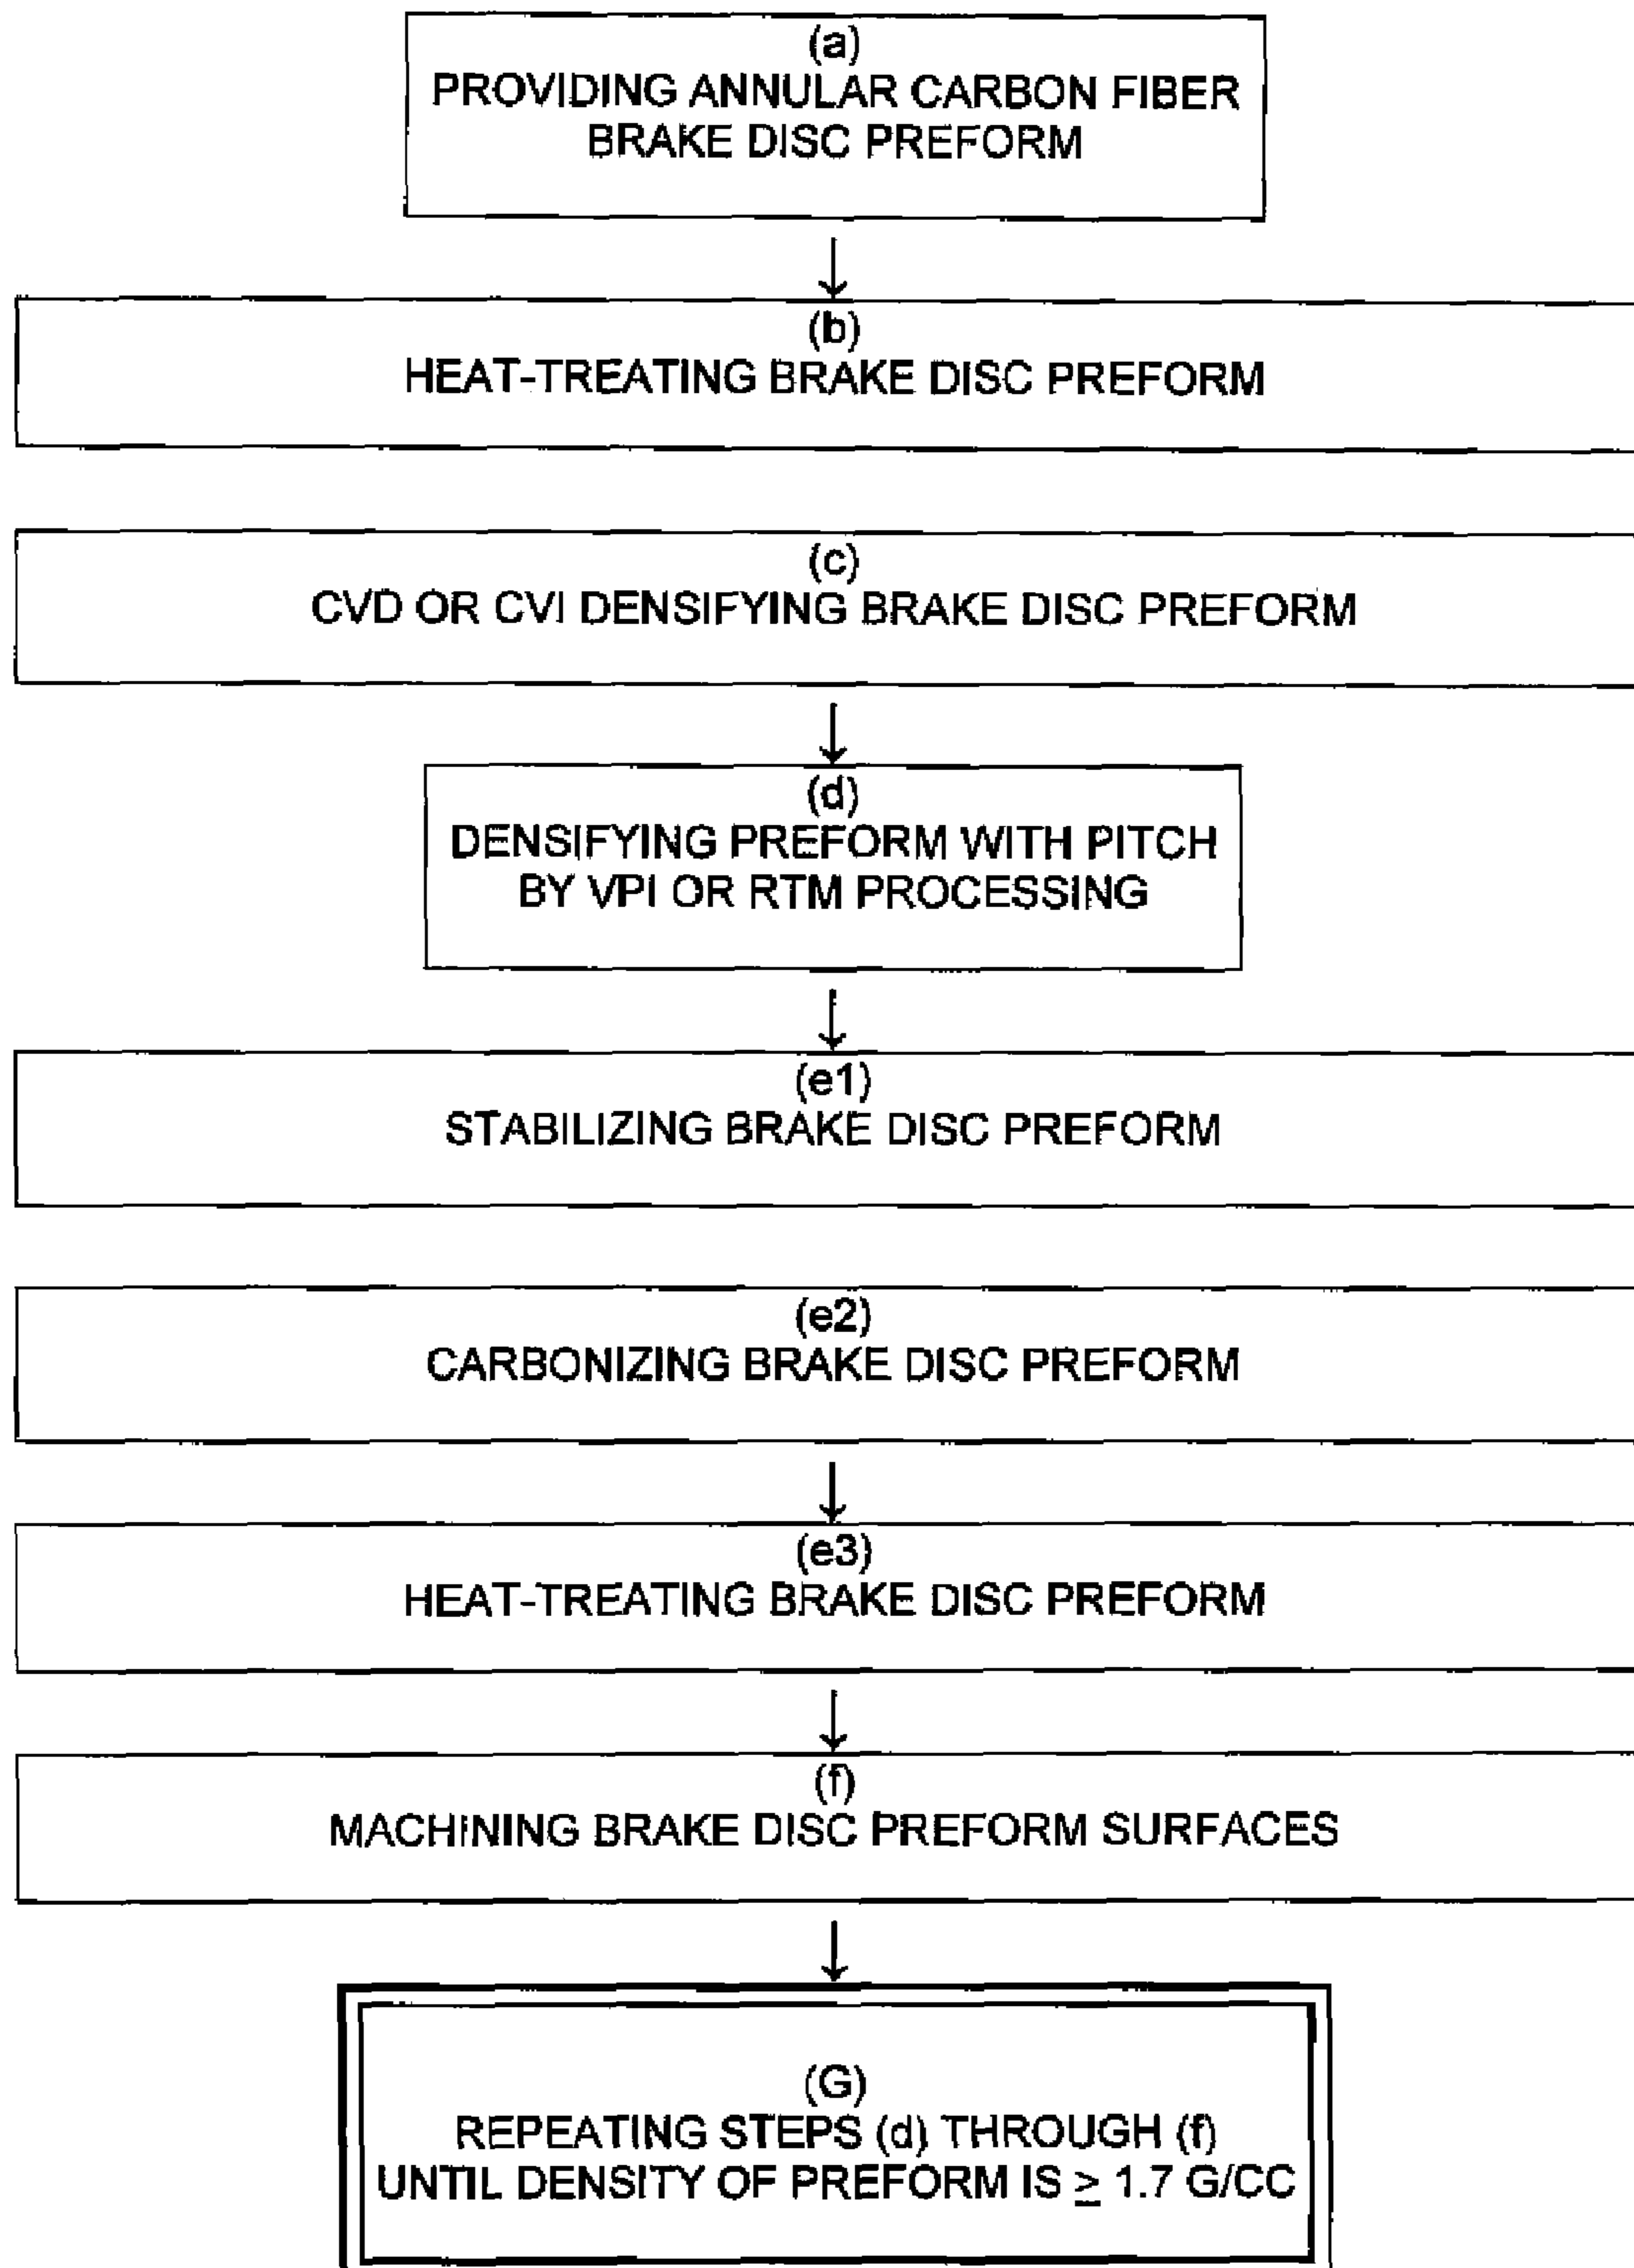 (a)
PROVIDING ANNULAR CARBON FIBER
BRAKE DISC PREFORM
(b)
HEAT-TREATING BRAKE DISC PREFORM
(c)
CVD OR CVI DENSIFYING BRAKE DISC PREFORM
(d)
DENSIFYING PREFORM WITH PITCH
BY VPI OR RTM PROCESSING
(e1)
STABILIZING BRAKE DISC PREFORM
(e2)
CARBONIZING BRAKE DISC PREFORM
(e3)
HEAT-TREATING BRAKE DISC PREFORM
(f)
MACHINING BRAKE DISC PREFORM SURFACES
(G)
REPEATING STEPS (d) THROUGH (f)
UNTIL DENSITY OF PREFORM IS ≥ 1.7 G/CC